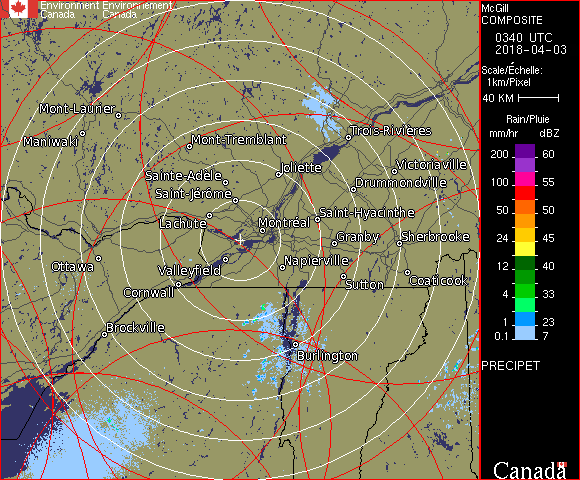 Environment Environnement
Canada Canada
McGill
COMPOSITE
0340 UTC
2018-04-03
Scale/Échelle:
1km/Pixel
40 KM
Rain/Pluie
mm/hr dBZ
200 60
150 57
100 55
50 50
24 45
12 40
4 33
1 23
0.1 7
PRECIPET
Canada
Mont-Laurier
Maniwaki
Mont-Tremblant
Trois-Rivières
Joliette
Victoriaville
Sainte-Adèle
Drummondville
Saint-Jérôme
Saint-Hyacinthe
Lachute
Montréal
Granby
Sherbrooke
Ottawa
Valleyfield
Napierville
Cornwall
Sutton
Coaticook
Brockville
Burlington